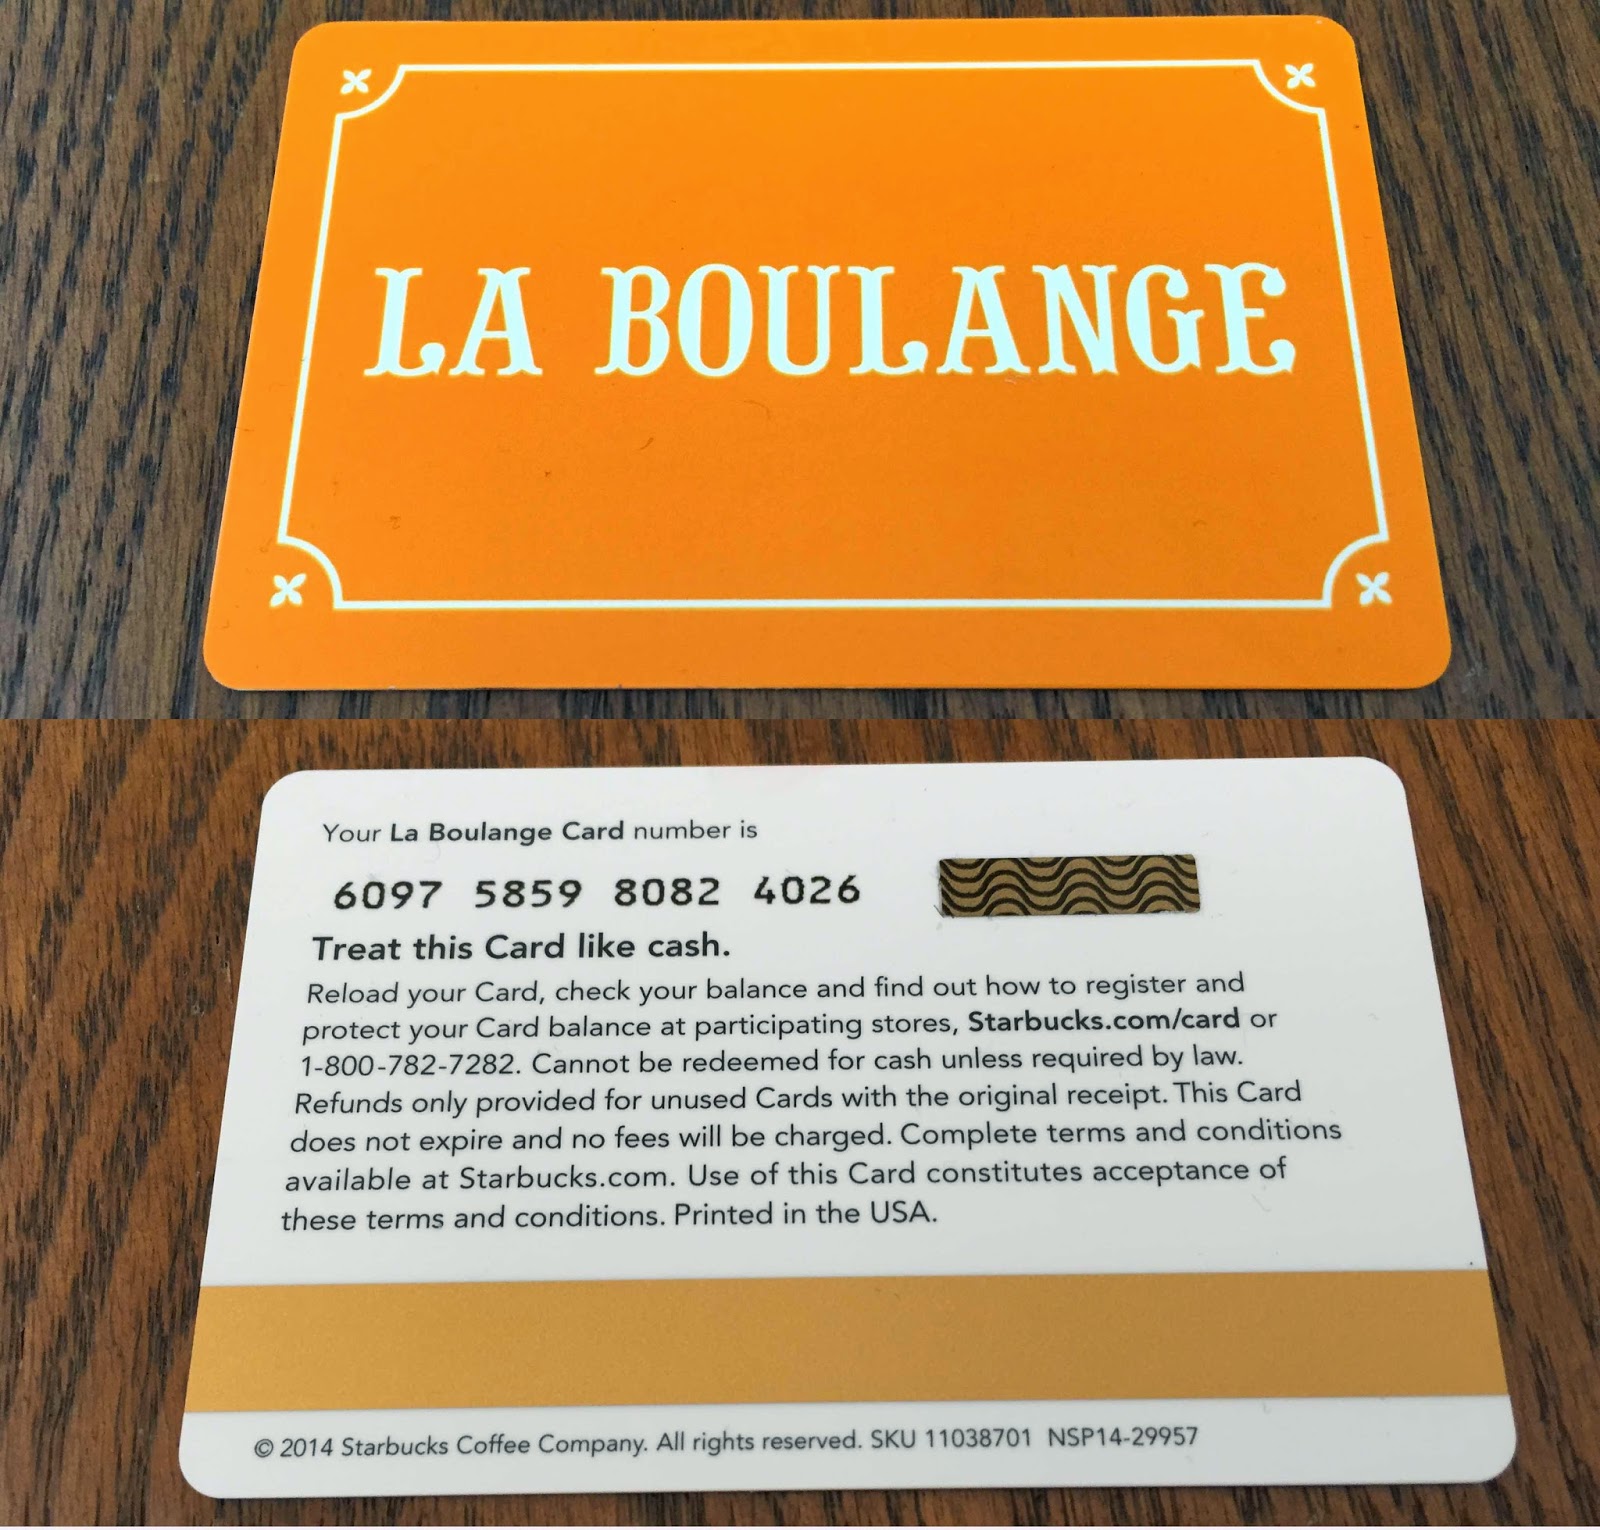 LA BOULANGE
Your La Boulange Card number is
6097 5859 8082 4026
Treat this Card like cash.
Reload your Card, check your balance and find out how to register and
protect your Card balance at participating stores, Starbucks.com/card or
1-800-782-7282. Cannot be redeemed for cash unless required by law.
Refunds only provided for unused Cards with the original receipt. This Card
does not expire and no fees will be charged. Complete terms and conditions
available at Starbucks.com. Use of this Card constitutes acceptance of
these terms and conditions. Printed in the USA.
© 2014 Starbucks Coffee Company. All rights reserved. SKU 11038701 NSP14-29957